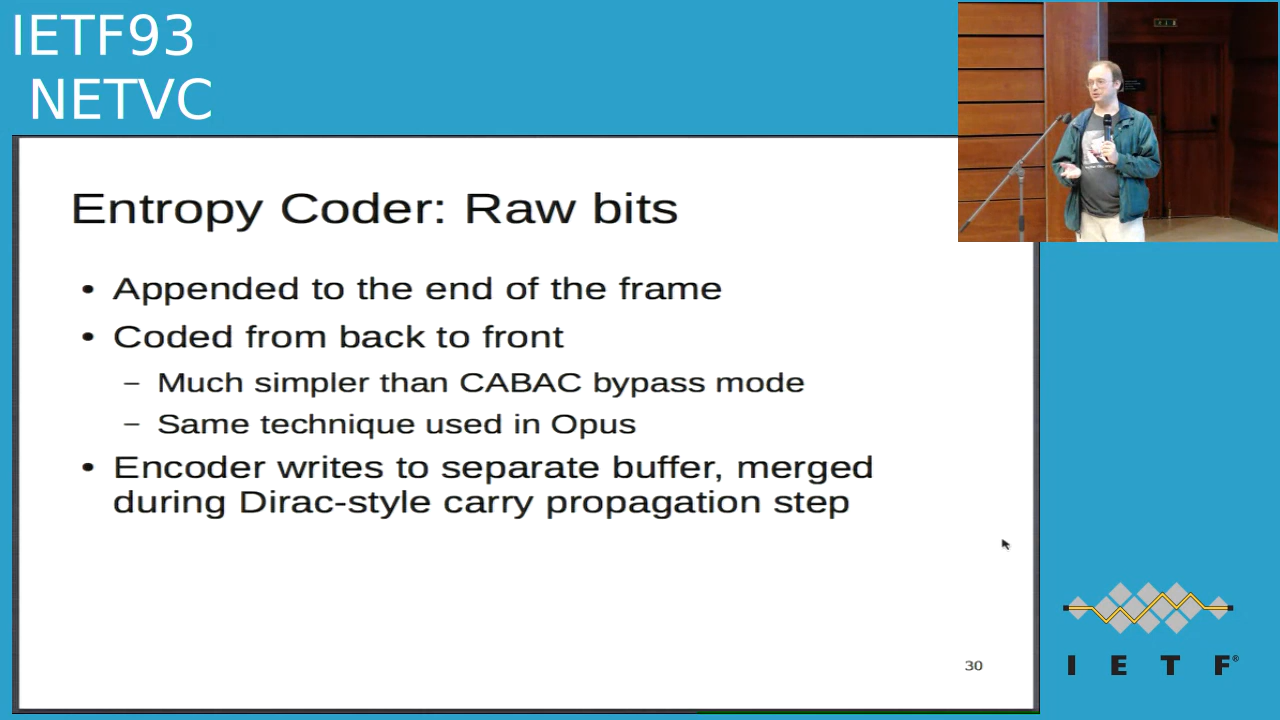 IETF93
NETVC
Entropy Coder: Raw bits
• Appended to the end of the frame
• Coded from back to front
– Much simpler than CABAC bypass mode
– Same technique used in Opus
• Encoder writes to separate buffer, merged
during Dirac-style carry propagation step
30
I E T F®